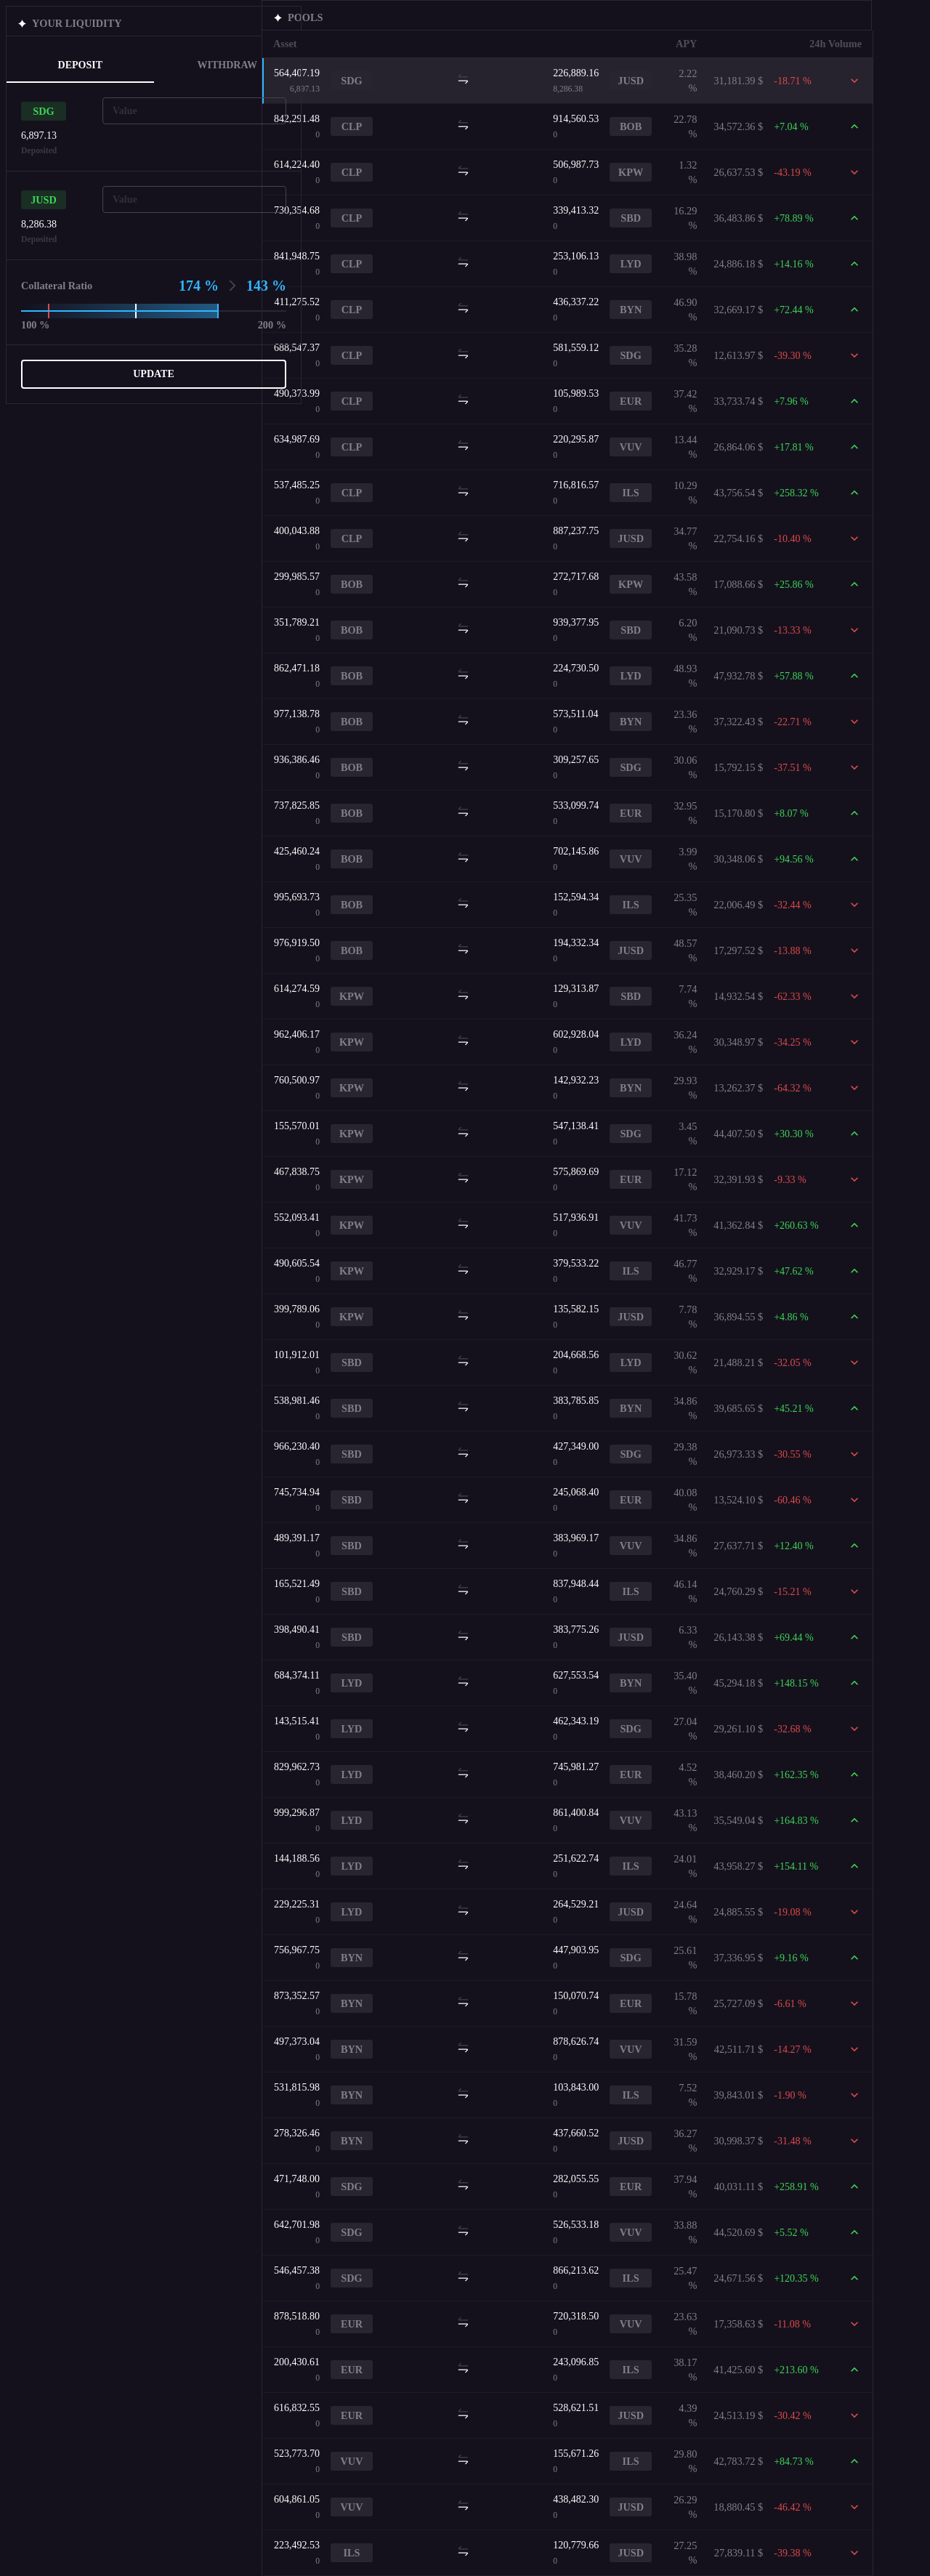 YOUR LIQUIDITY
DEPOSIT WITHDRAW
SDG Value
6,897.13
Deposited
JUSD Value
8,286.38
Deposited
Collateral Ratio 174 % 143 %
100 % 200 %
UPDATE
POOLS
Asset APY 24h Volume
564,407.19 SDG 226,889.16 JUSD 2.22 % 31,181.39 $ -18.71 %
6,897.13 8,286.38
842,291.48 CLP 914,560.53 BOB 22.78 % 34,572.36 $ +7.04 %
0 0
614,224.40 CLP 506,987.73 KPW 1.32 % 26,637.53 $ -43.19 %
0 0
730,354.68 CLP 339,413.32 SBD 16.29 % 36,483.86 $ +78.89 %
0 0
841,948.75 CLP 253,106.13 LYD 38.98 % 24,886.18 $ +14.16 %
0 0
411,275.52 CLP 436,337.22 BYN 46.90 % 32,669.17 $ +72.44 %
0 0
688,547.37 CLP 581,559.12 SDG 35.28 % 12,613.97 $ -39.30 %
0 0
490,373.99 CLP 105,989.53 EUR 37.42 % 33,733.74 $ +7.96 %
0 0
634,987.69 CLP 220,295.87 VUV 13.44 % 26,864.06 $ +17.81 %
0 0
537,485.25 CLP 716,816.57 ILS 10.29 % 43,756.54 $ +258.32 %
0 0
400,043.88 CLP 887,237.75 JUSD 34.77 % 22,754.16 $ -10.40 %
0 0
299,985.57 BOB 272,717.68 KPW 43.58 % 17,088.66 $ +25.86 %
0 0
351,789.21 BOB 939,377.95 SBD 6.20 % 21,090.73 $ -13.33 %
0 0
862,471.18 BOB 224,730.50 LYD 48.93 % 47,932.78 $ +57.88 %
0 0
977,138.78 BOB 573,511.04 BYN 23.36 % 37,322.43 $ -22.71 %
0 0
936,386.46 BOB 309,257.65 SDG 30.06 % 15,792.15 $ -37.51 %
0 0
737,825.85 BOB 533,099.74 EUR 32.95 % 15,170.80 $ +8.07 %
0 0
425,460.24 BOB 702,145.86 VUV 3.99 % 30,348.06 $ +94.56 %
0 0
995,693.73 BOB 152,594.34 ILS 25.35 % 22,006.49 $ -32.44 %
0 0
976,919.50 BOB 194,332.34 JUSD 48.57 % 17,297.52 $ -13.88 %
0 0
614,274.59 KPW 129,313.87 SBD 7.74 % 14,932.54 $ -62.33 %
0 0
962,406.17 KPW 602,928.04 LYD 36.24 % 30,348.97 $ -34.25 %
0 0
760,500.97 KPW 142,932.23 BYN 29.93 % 13,262.37 $ -64.32 %
0 0
155,570.01 KPW 547,138.41 SDG 3.45 % 44,407.50 $ +30.30 %
0 0
467,838.75 KPW 575,869.69 EUR 17.12 % 32,391.93 $ -9.33 %
0 0
552,093.41 KPW 517,936.91 VUV 41.73 % 41,362.84 $ +260.63 %
0 0
490,605.54 KPW 379,533.22 ILS 46.77 % 32,929.17 $ +47.62 %
0 0
399,789.06 KPW 135,582.15 JUSD 7.78 % 36,894.55 $ +4.86 %
0 0
101,912.01 SBD 204,668.56 LYD 30.62 % 21,488.21 $ -32.05 %
0 0
538,981.46 SBD 383,785.85 BYN 34.86 % 39,685.65 $ +45.21 %
0 0
966,230.40 SBD 427,349.00 SDG 29.38 % 26,973.33 $ -30.55 %
0 0
745,734.94 SBD 245,068.40 EUR 40.08 % 13,524.10 $ -60.46 %
0 0
489,391.17 SBD 383,969.17 VUV 34.86 % 27,637.71 $ +12.40 %
0 0
165,521.49 SBD 837,948.44 ILS 46.14 % 24,760.29 $ -15.21 %
0 0
398,490.41 SBD 383,775.26 JUSD 6.33 % 26,143.38 $ +69.44 %
0 0
684,374.11 LYD 627,553.54 BYN 35.40 % 45,294.18 $ +148.15 %
0 0
143,515.41 LYD 462,343.19 SDG 27.04 % 29,261.10 $ -32.68 %
0 0
829,962.73 LYD 745,981.27 EUR 4.52 % 38,460.20 $ +162.35 %
0 0
999,296.87 LYD 861,400.84 VUV 43.13 % 35,549.04 $ +164.83 %
0 0
144,188.56 LYD 251,622.74 ILS 24.01 % 43,958.27 $ +154.11 %
0 0
229,225.31 LYD 264,529.21 JUSD 24.64 % 24,885.55 $ -19.08 %
0 0
756,967.75 BYN 447,903.95 SDG 25.61 % 37,336.95 $ +9.16 %
0 0
873,352.57 BYN 150,070.74 EUR 15.78 % 25,727.09 $ -6.61 %
0 0
497,373.04 BYN 878,626.74 VUV 31.59 % 42,511.71 $ -14.27 %
0 0
531,815.98 BYN 103,843.00 ILS 7.52 % 39,843.01 $ -1.90 %
0 0
278,326.46 BYN 437,660.52 JUSD 36.27 % 30,998.37 $ -31.48 %
0 0
471,748.00 SDG 282,055.55 EUR 37.94 % 40,031.11 $ +258.91 %
0 0
642,701.98 SDG 526,533.18 VUV 33.88 % 44,520.69 $ +5.52 %
0 0
546,457.38 SDG 866,213.62 ILS 25.47 % 24,671.56 $ +120.35 %
0 0
878,518.80 EUR 720,318.50 VUV 23.63 % 17,358.63 $ -11.08 %
0 0
200,430.61 EUR 243,096.85 ILS 38.17 % 41,425.60 $ +213.60 %
0 0
616,832.55 EUR 528,621.51 JUSD 4.39 % 24,513.19 $ -30.42 %
0 0
523,773.70 VUV 155,671.26 ILS 29.80 % 42,783.72 $ +84.73 %
0 0
604,861.05 VUV 438,482.30 JUSD 26.29 % 18,880.45 $ -46.42 %
0 0
223,492.53 ILS 120,779.66 JUSD 27.25 % 27,839.11 $ -39.38 %
0 0